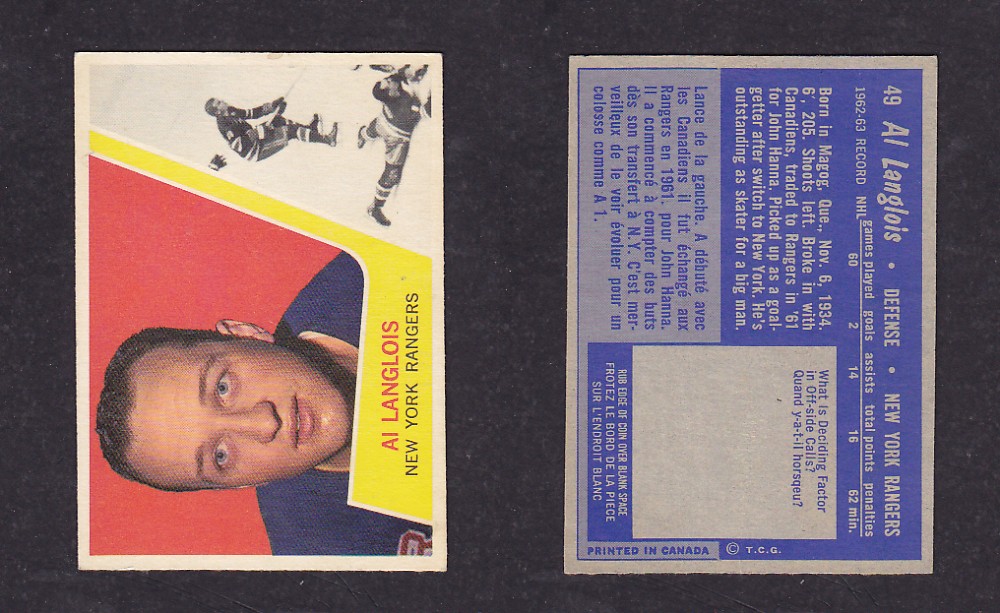 Al LANGLOIS
NEW YORK RANGERS
49 Al Langlois • DEFENSE • NEW YORK RANGERS
games played goals assists total points penalties
1962-63 RECORD NHL 60 2 14 16 62 min.
Born in Magog, Que., Nov. 6, 1934.
6', 205. Shoots left. Broke in with
Canadiens, traded to Rangers in '61
for John Hanna. Picked up as a goal-
getter after switch to New York. He's
outstanding as skater for a big man.
Lance de la gauche. A débuté avec
les Canadiens il fut échangé aux
Rangers en 1961. pour John Hanna.
Il a commencé à compter des buts
dès son transfert à N.Y. C'est mer-
veilleux de le voir évoluer pour un
colosse comme A 1.
What Is Deciding Factor
in Off-side Calls?
Quand y-a-t-il horsqeu?
RUB EDGE OF COIN OVER BLANK SPACE
FROTEZ LE BORD DE LA PIECE
SUR L'ENDROIT BLANC
PRINTED IN CANADA
© T.C.G.